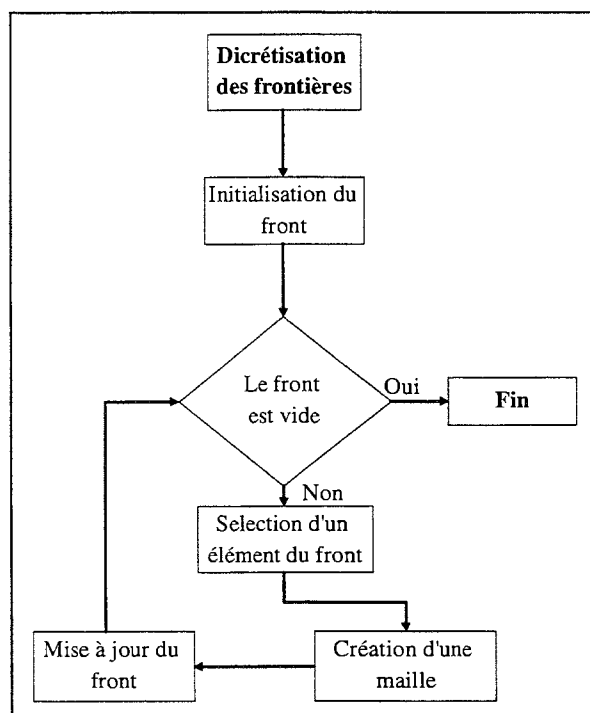 Dicrétisation
des frontières
Initialisation du
front
Le front
est vide
Oui
Fin
Non
Selection d'un
élément du front
Création d'une
maille
Mise à jour du
front